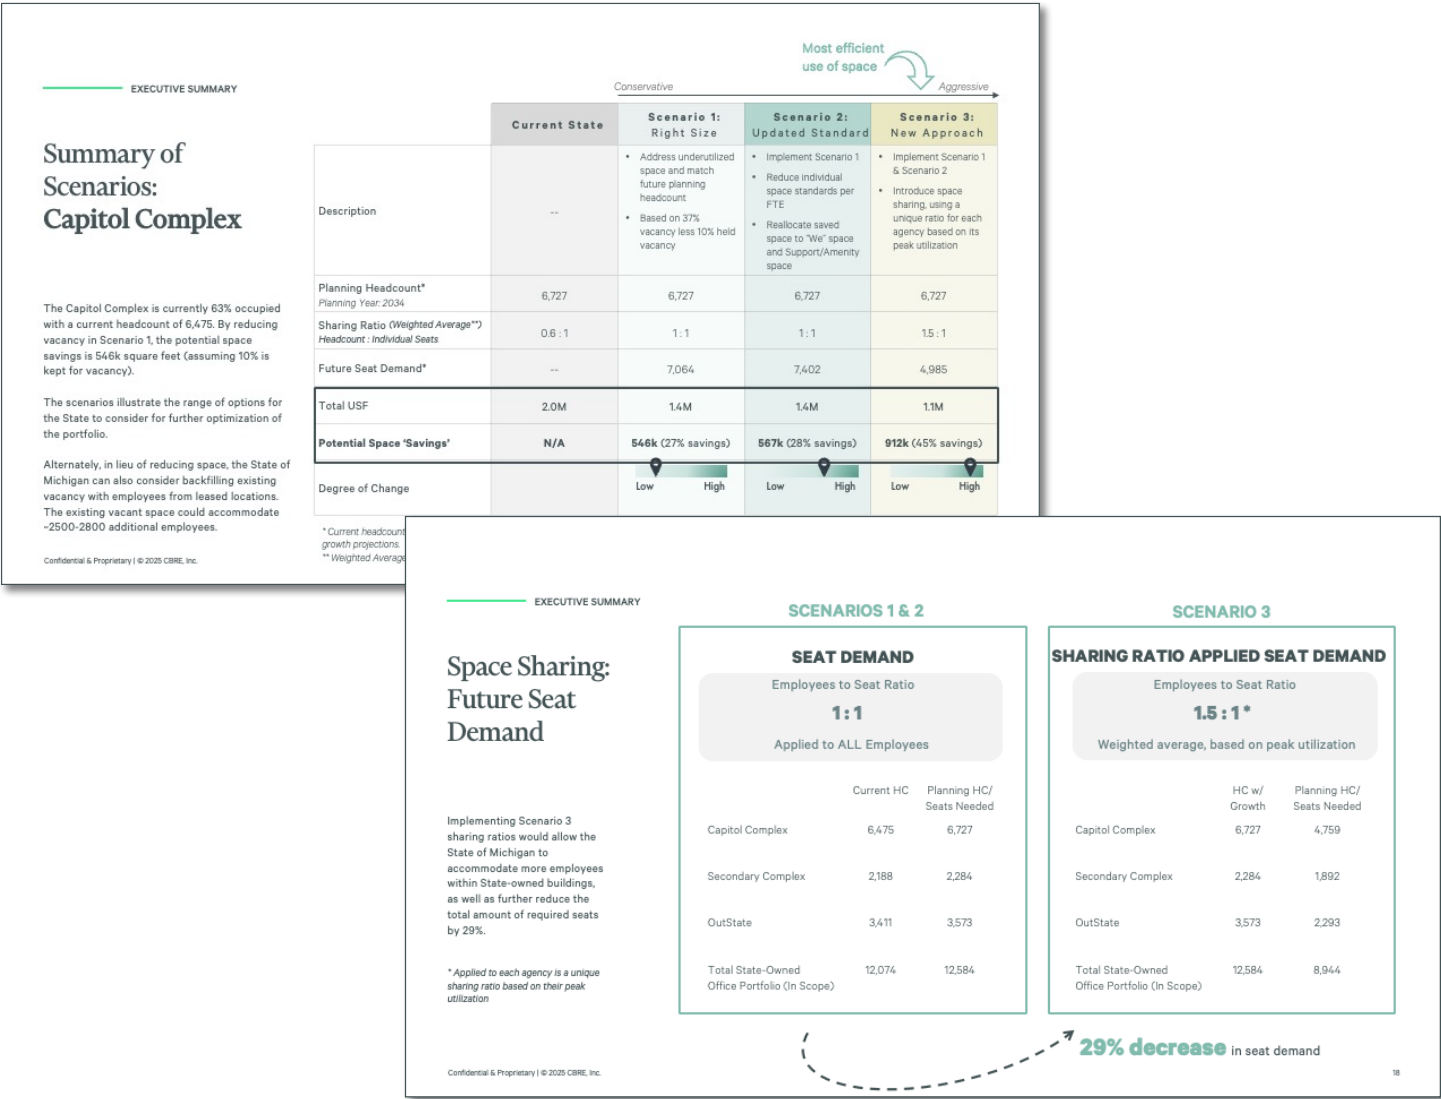 Most efficient
use of space
Conservative
Aggressive
EXECUTIVE SUMMARY
Summary of
Scenarios:
Capitol Complex
The Capitol Complex is currently 63% occupied
with a current headcount of 6,475. By reducing
vacancy in Scenario 1, the potential space
savings is 546k square feet (assuming 10% is
kept for vacancy).
The scenarios illustrate the range of options for
the State to consider for further optimization of
the portfolio.
Alternately, in lieu of reducing space, the State of
Michigan can also consider backfilling existing
vacancy with employees from leased locations.
The existing vacant space could accommodate
~2500-2800 additional employees.
Confidential & Proprietary | © 2025 CBRE, Inc.
Current State
Scenario 1:
Right Size
Scenario 2:
Updated Standard
Scenario 3:
New Approach
Description
--
• Address underutilized
space and match
future planning
headcount
• Based on 37%
vacancy less 10% held
vacancy
• Implement Scenario 1
• Reduce individual
space standards per
FTE
• Reallocate saved
space to "We" space
and Support/Amenity
space
• Implement Scenario 1
& Scenario 2
• Introduce space
sharing, using a
unique ratio for each
agency based on its
peak utilization
Planning Headcount*
Planning Year: 2034
6,727 6,727 6,727 6,727
Sharing Ratio (Weighted Average**)
Headcount : Individual Seats
0.6 : 1 1 : 1 1 : 1 1.5 : 1
Future Seat Demand* -- 7,064 7,402 4,985
Total USF 2.0M 1.4M 1.4M 1.1M
Potential Space 'Savings' N/A 546k (27% savings) 567k (28% savings) 912k (45% savings)
Degree of Change
Low High Low High Low High
* Current headcount
growth projections.
** Weighted Average
EXECUTIVE SUMMARY
Space Sharing:
Future Seat
Demand
Implementing Scenario 3
sharing ratios would allow the
State of Michigan to
accommodate more employees
within State-owned buildings,
as well as further reduce the
total amount of required seats
by 29%.
* Applied to each agency is a unique
sharing ratio based on their peak
utilization
Confidential & Proprietary | © 2025 CBRE, Inc.
SCENARIOS 1 & 2
SEAT DEMAND
Employees to Seat Ratio
1 : 1
Applied to ALL Employees
Current HC Planning HC/
Seats Needed
Capitol Complex 6,475 6,727
Secondary Complex 2,188 2,284
OutState 3,411 3,573
Total State-Owned 12,074 12,584
Office Portfolio (In Scope)
SCENARIO 3
SHARING RATIO APPLIED SEAT DEMAND
Employees to Seat Ratio
1.5 : 1 *
Weighted average, based on peak utilization
HC w/ Planning HC/
Growth Seats Needed
Capitol Complex 6,727 4,759
Secondary Complex 2,284 1,892
OutState 3,573 2,293
Total State-Owned 12,584 8,944
Office Portfolio (In Scope)
29% decrease in seat demand
18